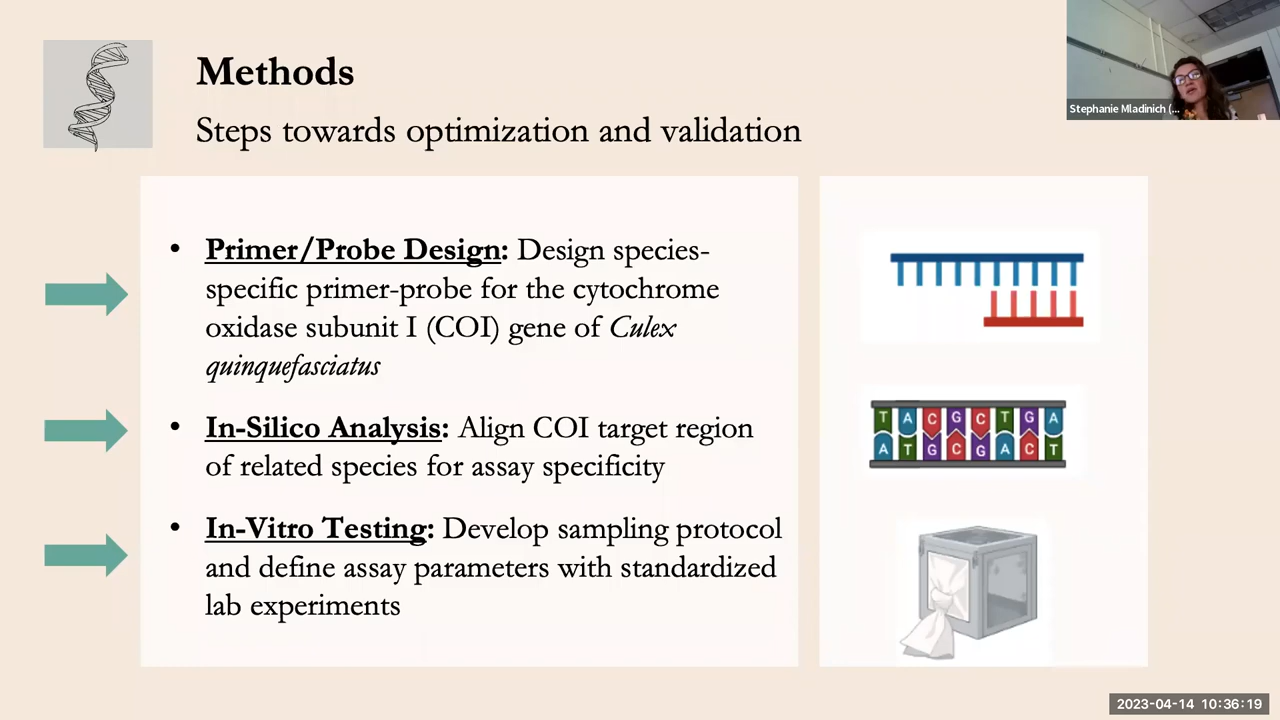 Methods
Steps towards optimization and validation
Stephanie Mladinich (...
• Primer/Probe Design: Design species-
specific primer-probe for the cytochrome
oxidase subunit I (COI) gene of Culex
quinquefasciatus
• In-Silico Analysis: Align COI target region
of related species for assay specificity
• In-Vitro Testing: Develop sampling protocol
and define assay parameters with standardized
lab experiments
T A C G C T G A
A T G C G A C T
2023-04-14 10:36:19